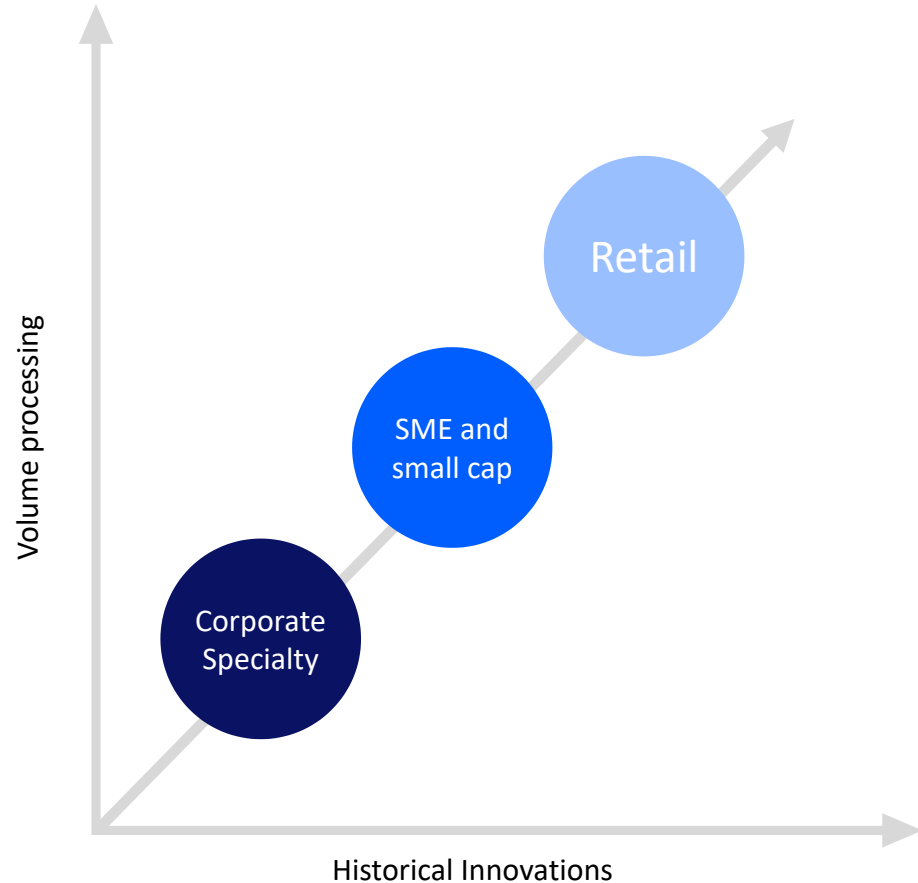 Retail
SME and
small cap
Volume processing
Corporate
Specialty
Historical Innovations